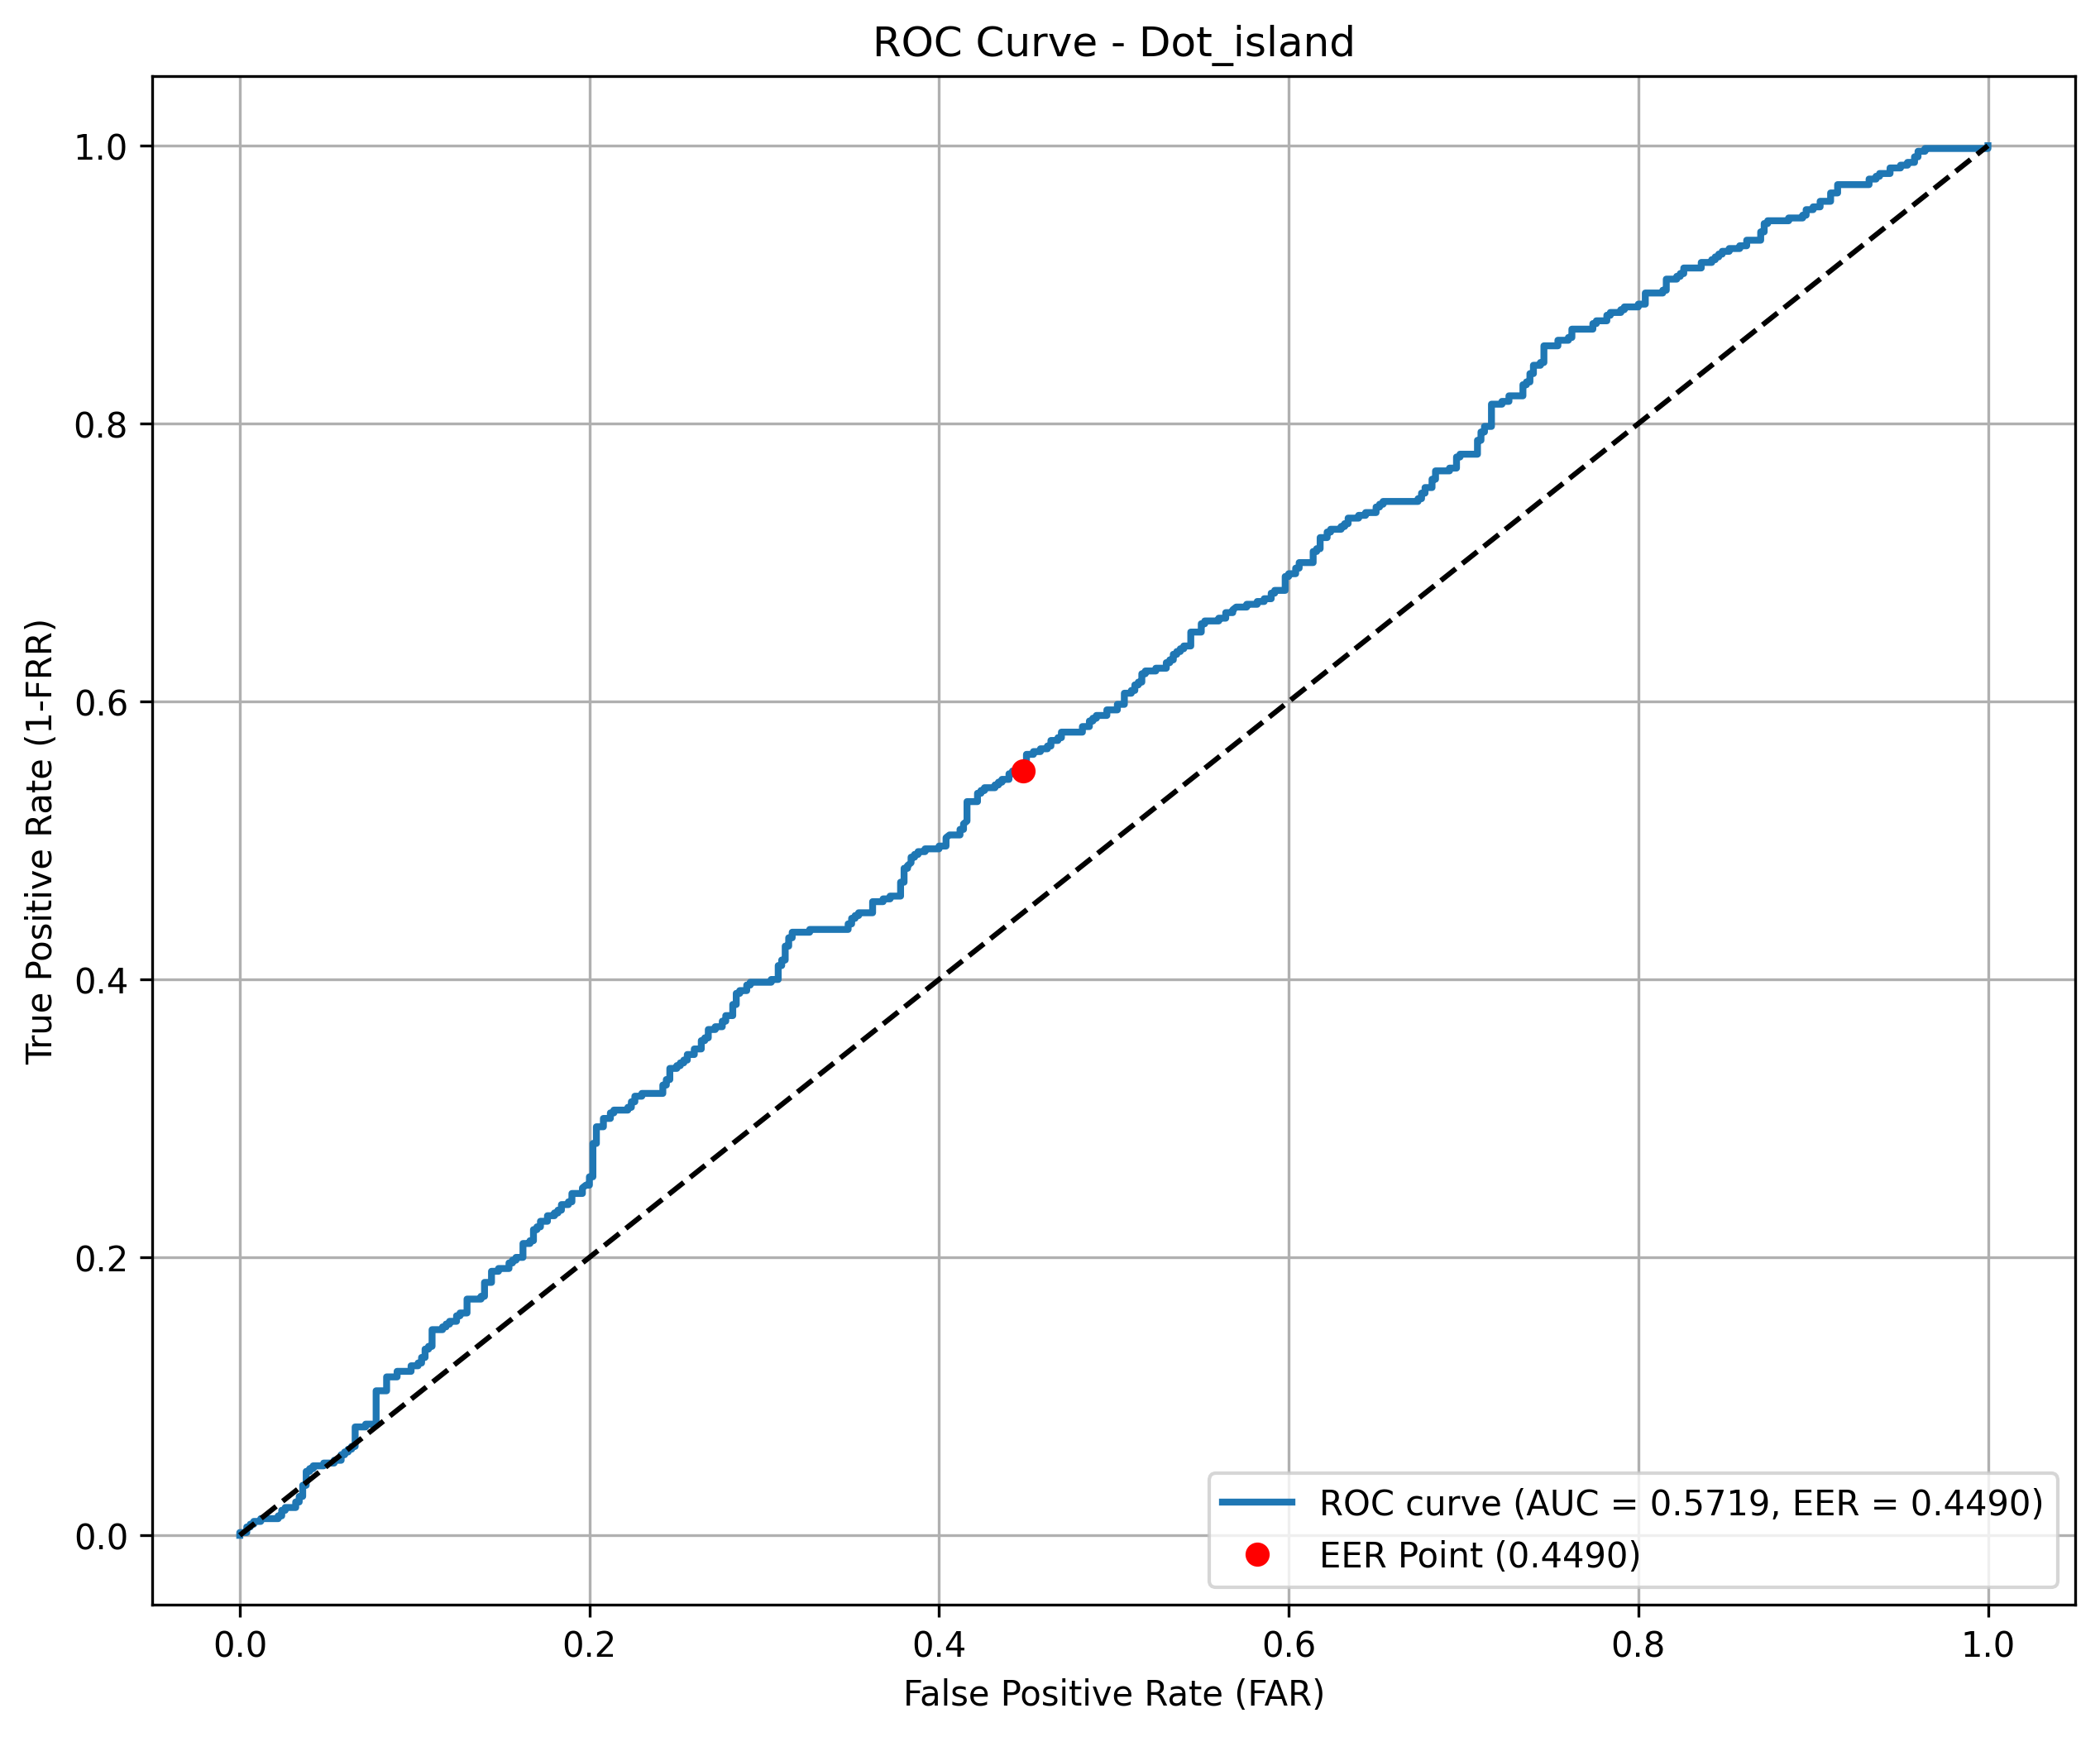 ROC Curve - Dot_island
True Positive Rate (1-FRR)
1.0
0.8
0.6
0.4
0.2
0.0
ROC curve (AUC = 0.5719, EER = 0.4490)
EER Point (0.4490)
0.0 0.2 0.4 0.6 0.8 1.0
False Positive Rate (FAR)